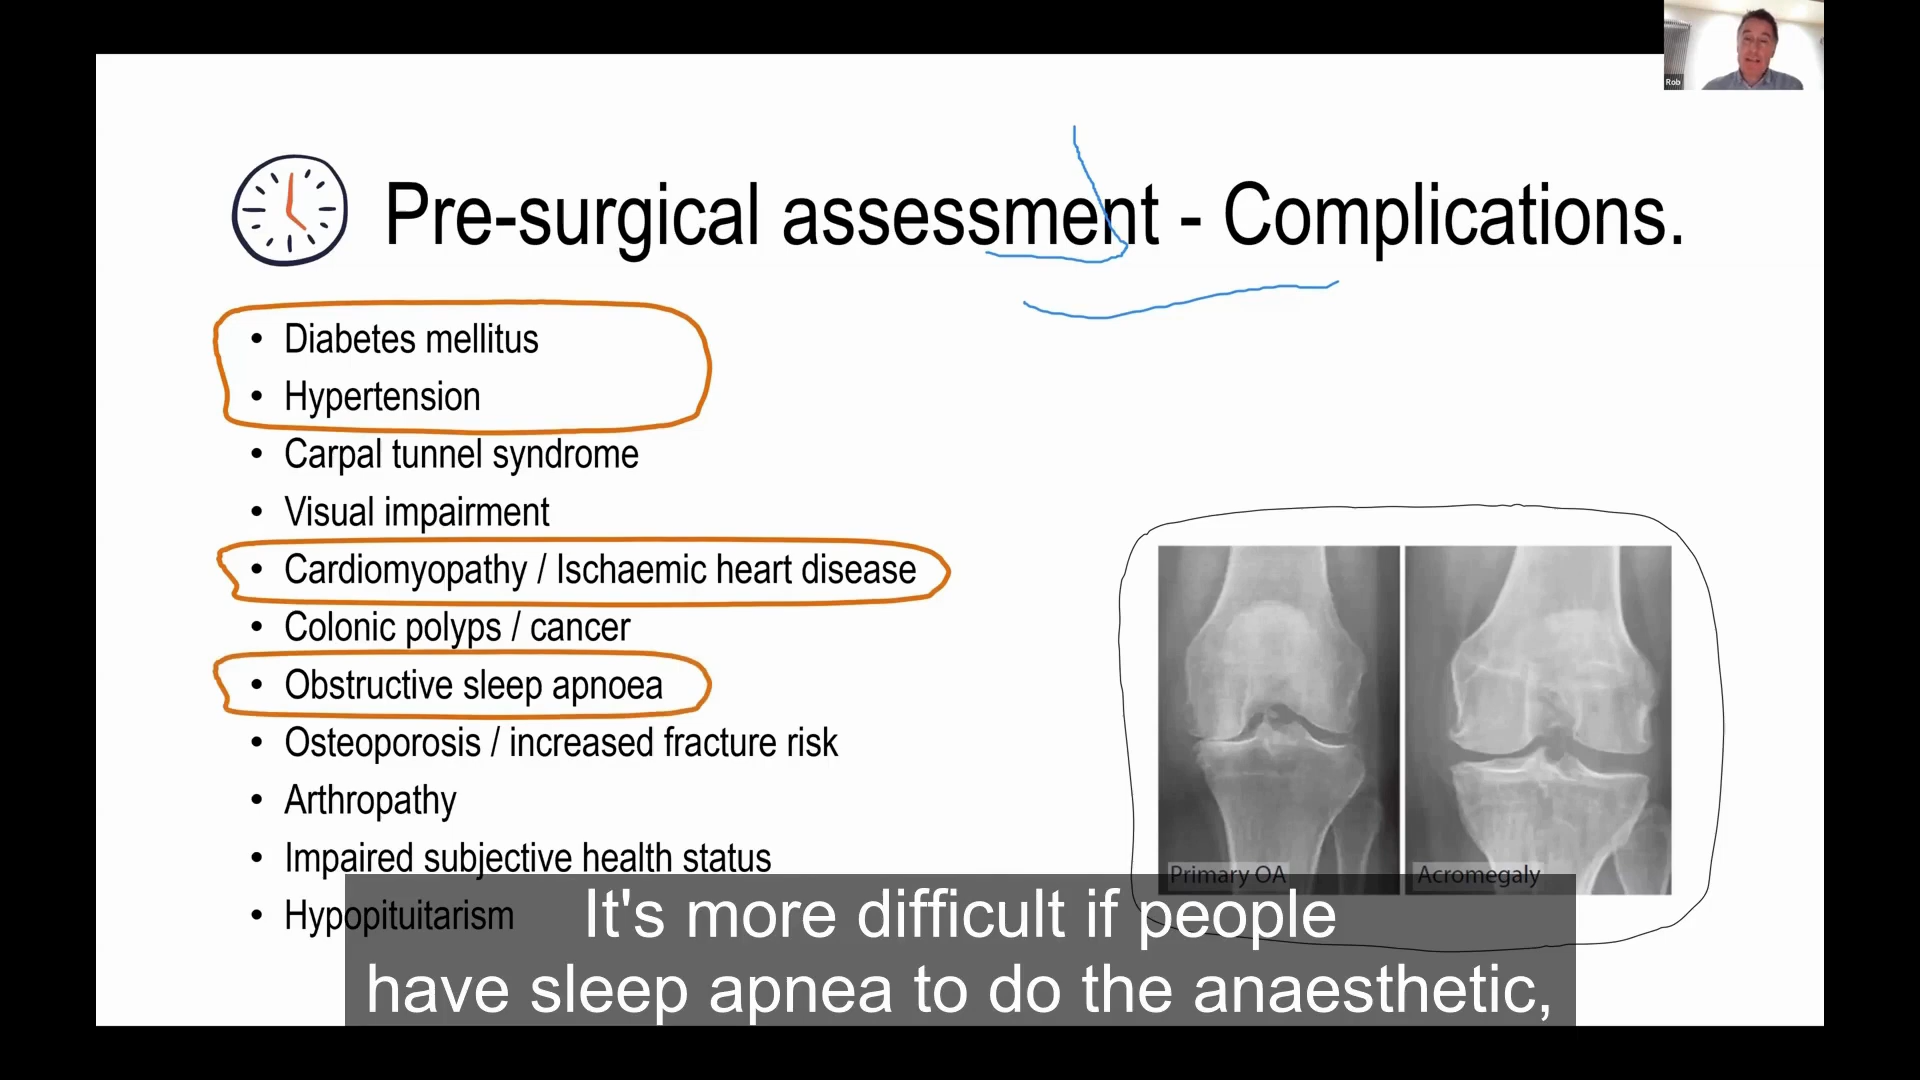 Rob
Pre-surgical assessment - Complications.
• Diabetes mellitus
• Hypertension
• Carpal tunnel syndrome
• Visual impairment
• Cardiomyopathy / Ischaemic heart disease
• Colonic polyps / cancer
• Obstructive sleep apnoea
• Osteoporosis / increased fracture risk
• Arthropathy
• Impaired subjective health status
• Hypopituitarism
Primary OA
Acromegaly
It's more difficult if people
have sleep apnea to do the anaesthetic,